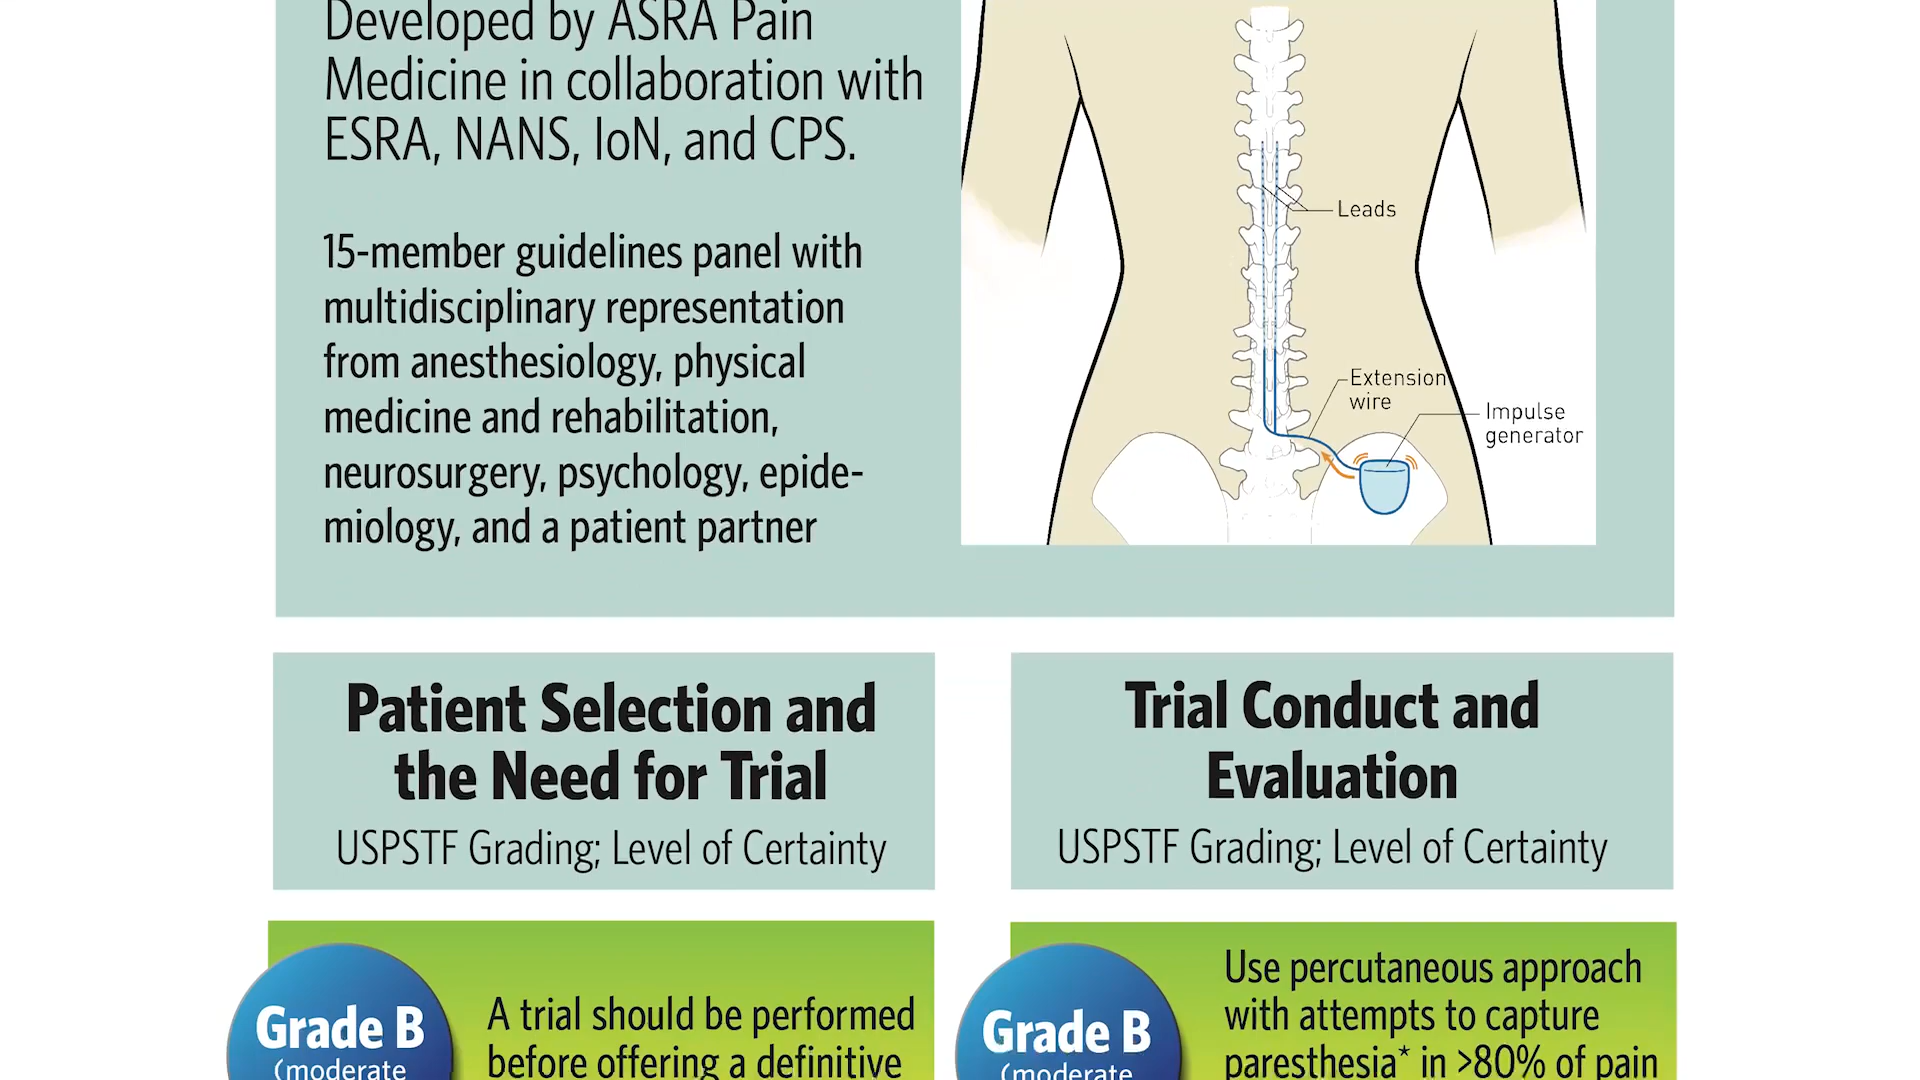 Developed by ASRA Pain
Medicine in collaboration with
ESRA, NANS, IoN, and CPS.
15-member guidelines panel with
multidisciplinary representation
from anesthesiology, physical
medicine and rehabilitation,
neurosurgery, psychology, epide-
miology, and a patient partner
Leads
Extension
wire
Impulse
generator
Patient Selection and
the Need for Trial
USPSTF Grading; Level of Certainty
Trial Conduct and
Evaluation
USPSTF Grading; Level of Certainty
Grade B
(moderate
A trial should be performed
before offering a definitive
Grade B
(moderate
Use percutaneous approach
with attempts to capture
paresthesia* in >80% of pain